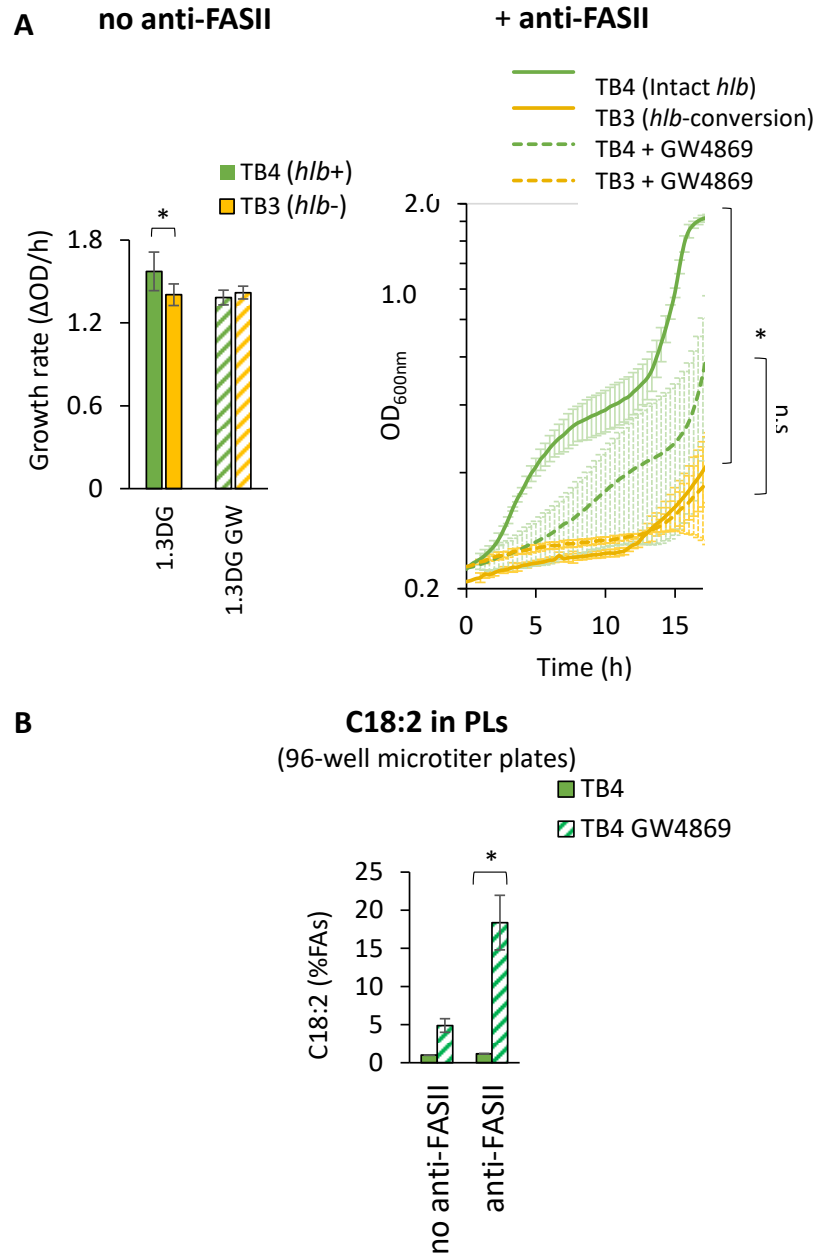 A
no anti-FASII
+ anti-FASII
TB4 (hlb+)
TB3 (hlb-)
*
Growth rate (ΔOD/h)
1.8
1.2
0.6
0
1.3DG
1.3DG GW
TB4 (Intact hlb)
TB3 (hlb-conversion)
TB4 + GW4869
TB3 + GW4869
OD600nm
2.0
1.0
0.2
0
5
10
15
Time (h)
*
n.s
B
C18:2 in PLs
(96-well microtiter plates)
TB4
TB4 GW4869
*
C18:2 (%FAs)
25
20
15
10
5
0
no anti-FASII
anti-FASII